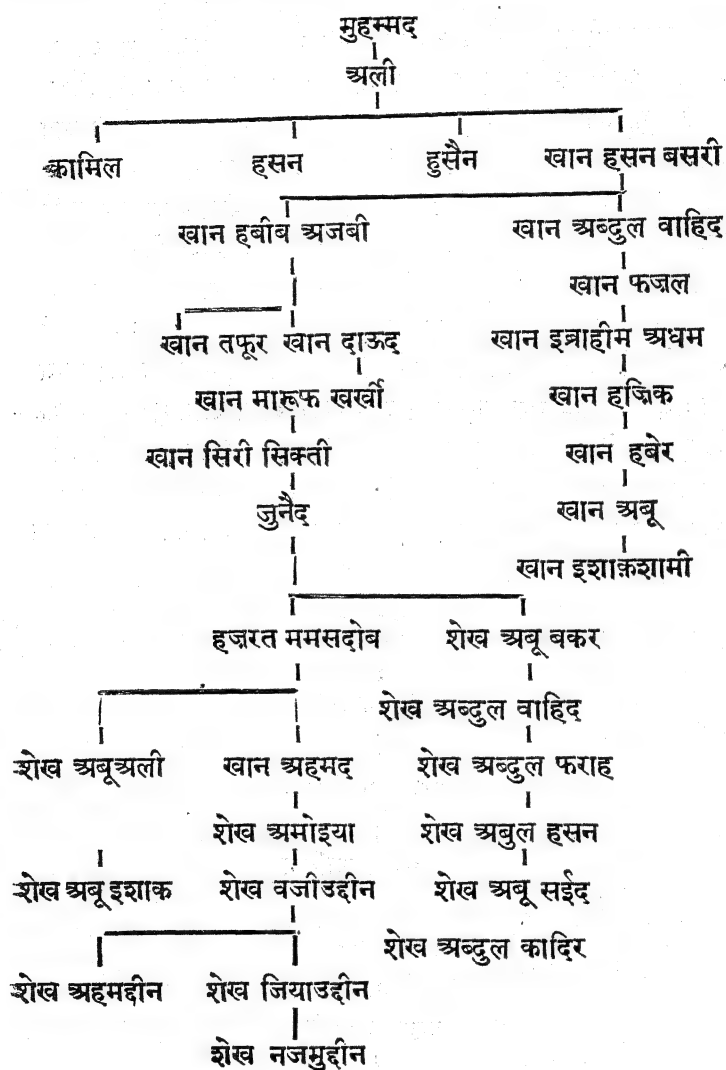 मुहम्मद
अली
कामिल हसन हुसैन खान हसन बसरी
खान हबीब अजबी खान अब्दुल वाहिद
खान फज़ल
खान तफूर खान दाऊद खान इब्राहीम अधम
खान मारूफ खर्खी खान हज़िक
खान सिरी सिक्ती खान हबेर
जुनैद खान अबू
खान इशाक़शामी
हज़रत ममसदोब शेख अबू बकर
शेख अब्दुल वाहिद
शेख अबूअली खान अहमद शेख अब्दुल फराह
शेख अमोइया शेख अबुल हसन
शेख अबू इशाक शेख वजीउद्दीन शेख अबू सईद
शेख अब्दुल कादिर
शेख अहमद्दीन शेख जियाउद्दीन
शेख नजमुद्दीन